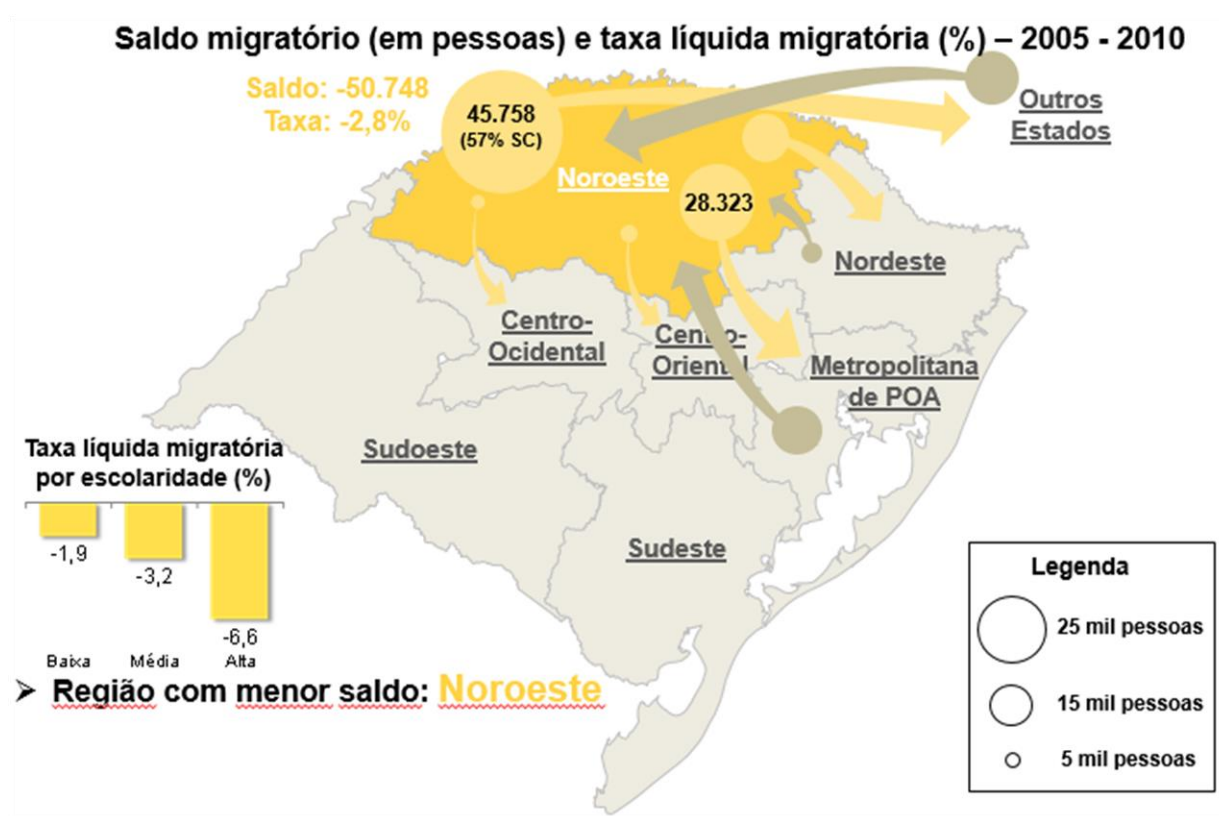 Saldo migratório (em pessoas) e taxa líquida migratória (%) – 2005 - 2010
Saldo: -50.748
Taxa: -2,8%
45.758
(57% SC)
Outros
Estados
Noroeste
28.323
Nordeste
Centro-
Ocidental
Centro-
Oriental
Metropolitana
de POA
Sudoeste
Sudeste
Taxa líquida migratória
por escolaridade (%)
-1,9
-3,2
-6,6
Baixa Média Alta
➢ Região com menor saldo: Noroeste
Legenda
25 mil pessoas
15 mil pessoas
5 mil pessoas